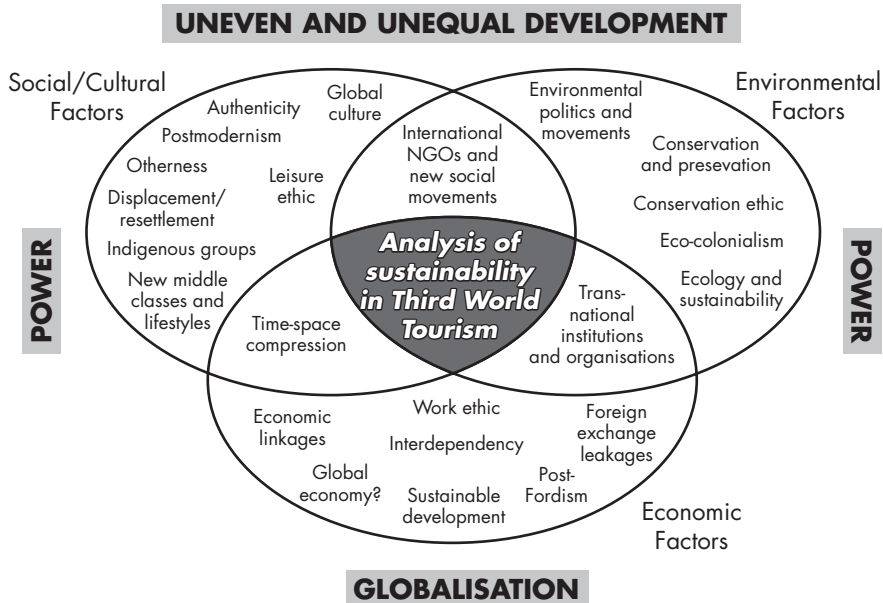 UNEVEN AND UNEQUAL DEVELOPMENT
Social/Cultural
Factors
Environmental
Factors
Authenticity
Global
culture
Postmodernism
Otherness
Leisure
ethic
Displacement/
resettlement
Indigenous groups
New middle
classes and
lifestyles
International
NGOs and
new social
movements
Environmental
politics and
movements
Conservation
and presevation
Conservation ethic
Eco-colonialism
Ecology and
sustainability
POWER
POWER
Analysis of
sustainability
in Third World
Tourism
Time-space
compression
Trans-
national
institutions
and organisations
Economic
linkages
Work ethic
Interdependency
Foreign
exchange
leakages
Global
economy?
Sustainable
development
Post-
Fordism
Economic
Factors
GLOBALISATION